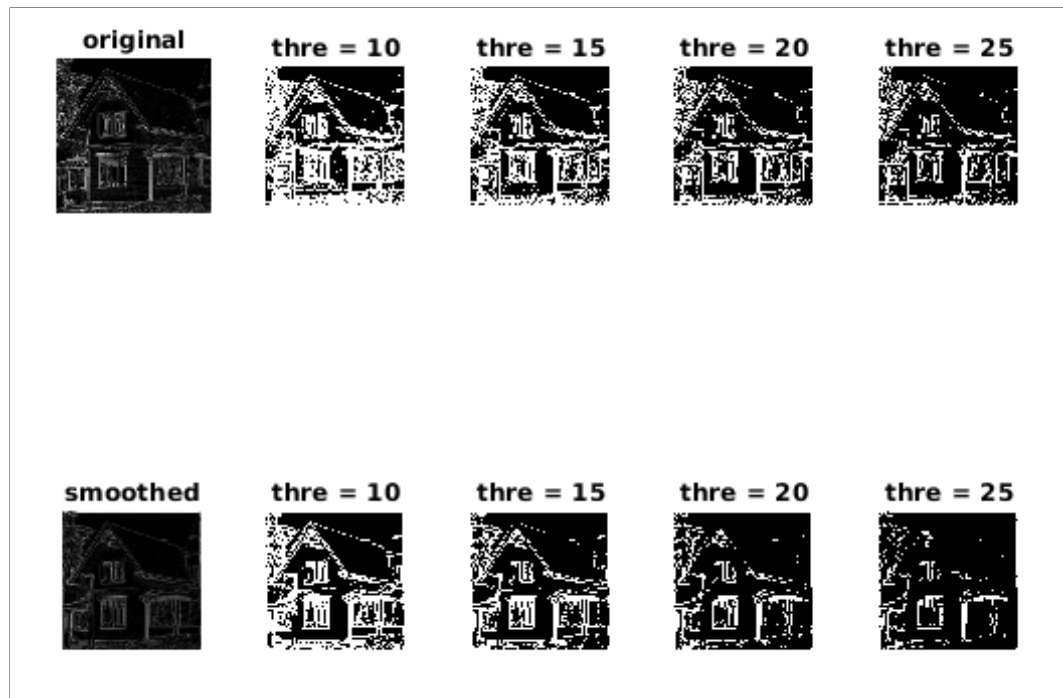 original thre = 10 thre = 15 thre = 20 thre = 25
smoothed thre = 10 thre = 15 thre = 20 thre = 25